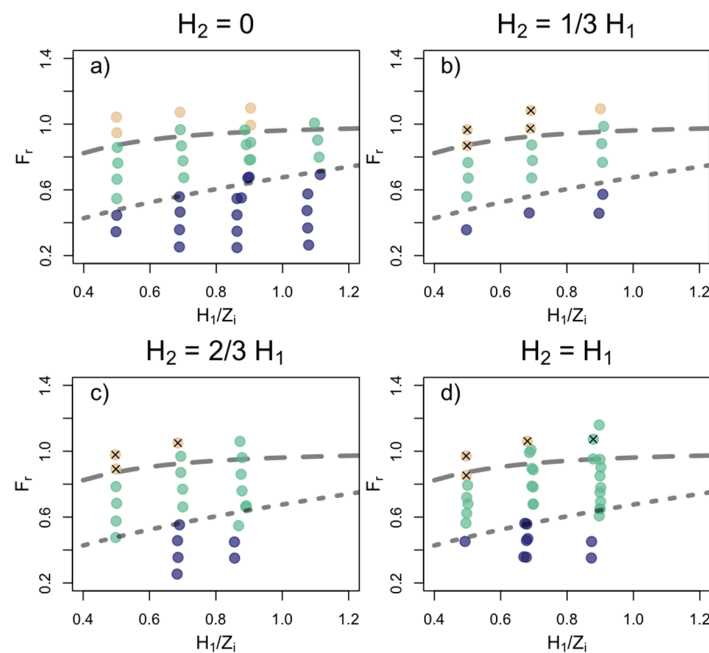 H₂ = 0
H₂ = 1/3 H₁
a)
b)
Fᵣ
1.4
1.0
0.6
0.2
Fᵣ
1.4
1.0
0.6
0.2
0.4 0.6 0.8 1.0 1.2
0.4 0.6 0.8 1.0 1.2
H₁/Zᵢ
H₁/Zᵢ
H₂ = 2/3 H₁
H₂ = H₁
c)
d)
Fᵣ
1.4
1.0
0.6
0.2
Fᵣ
1.4
1.0
0.6
0.2
0.4 0.6 0.8 1.0 1.2
0.4 0.6 0.8 1.0 1.2
H₁/Zᵢ
H₁/Zᵢ